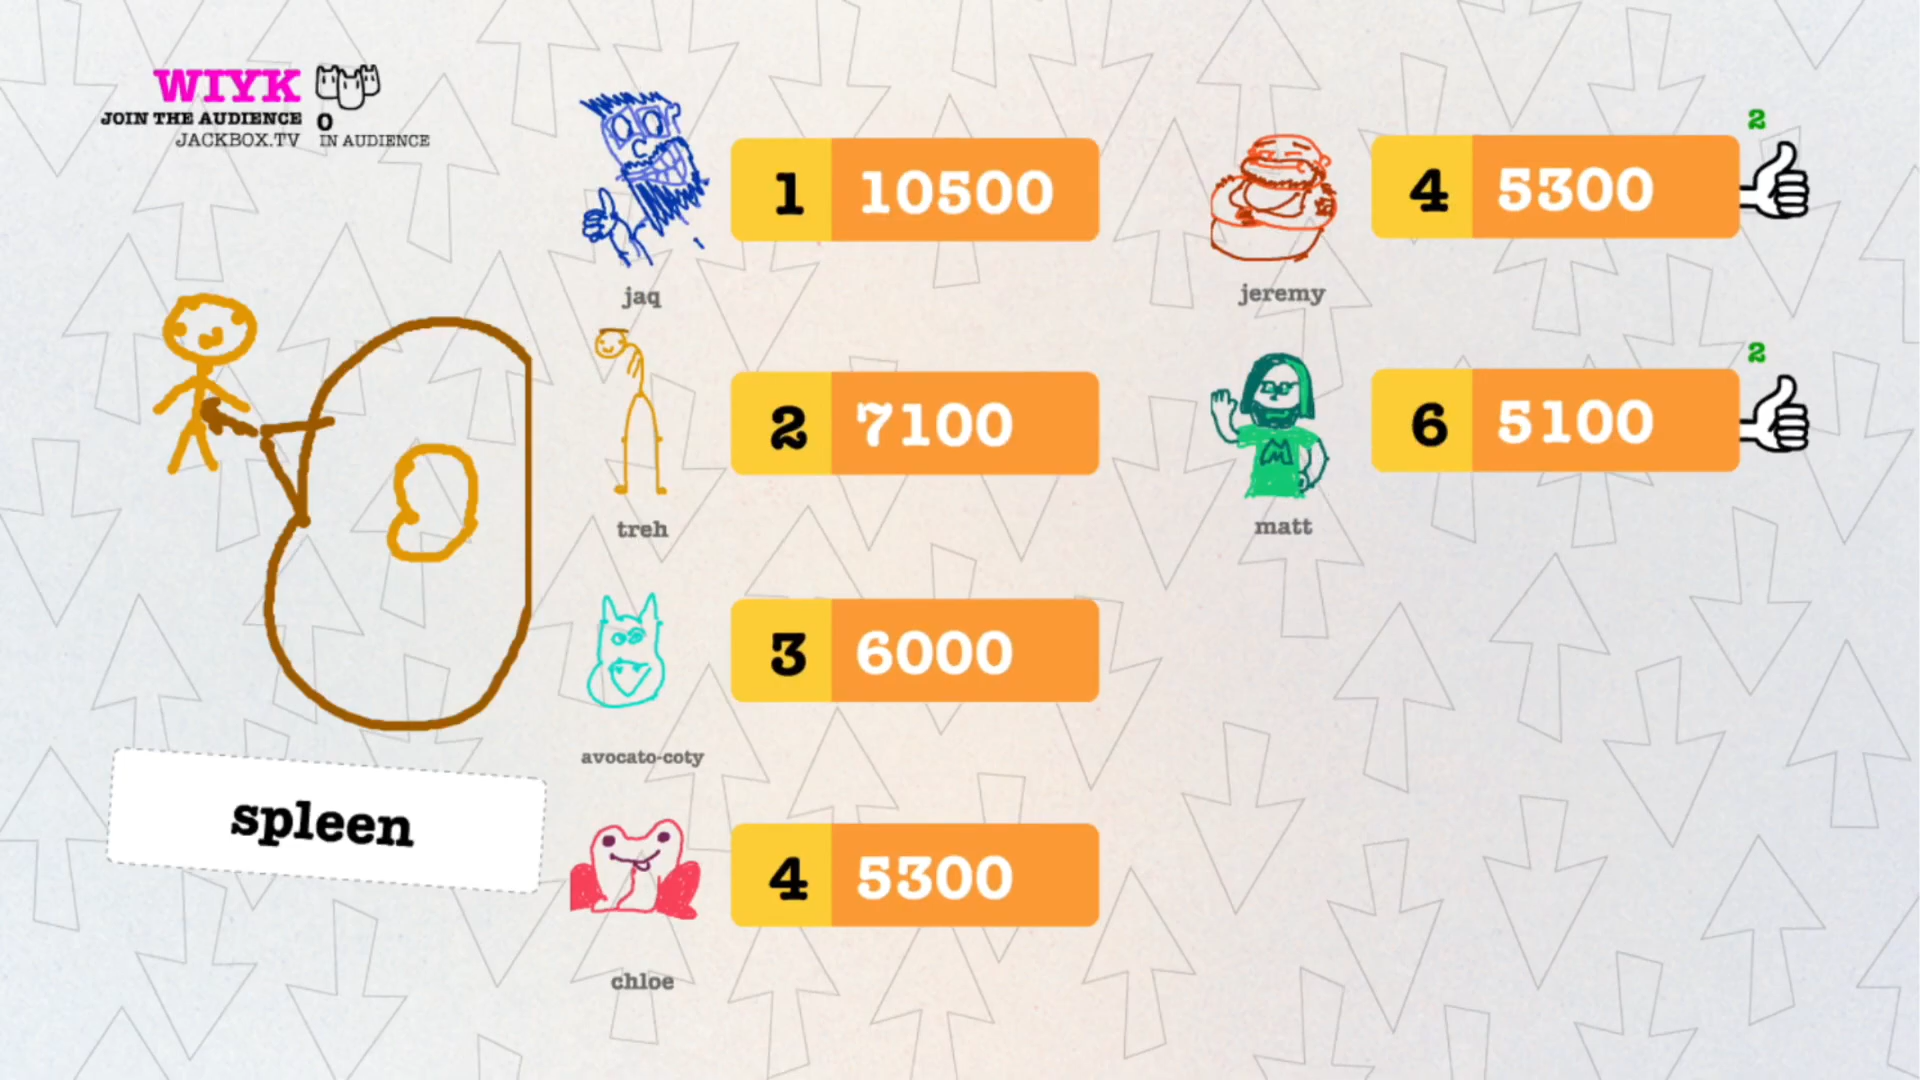 WIYK
JOIN THE AUDIENCE
JACKBOX.TV
0
IN AUDIENCE
spleen
1 10500
jaq
2 7100
treh
3 6000
avocato-coty
4 5300
chloe
2
4 5300
jeremy
2
6 5100
M
matt